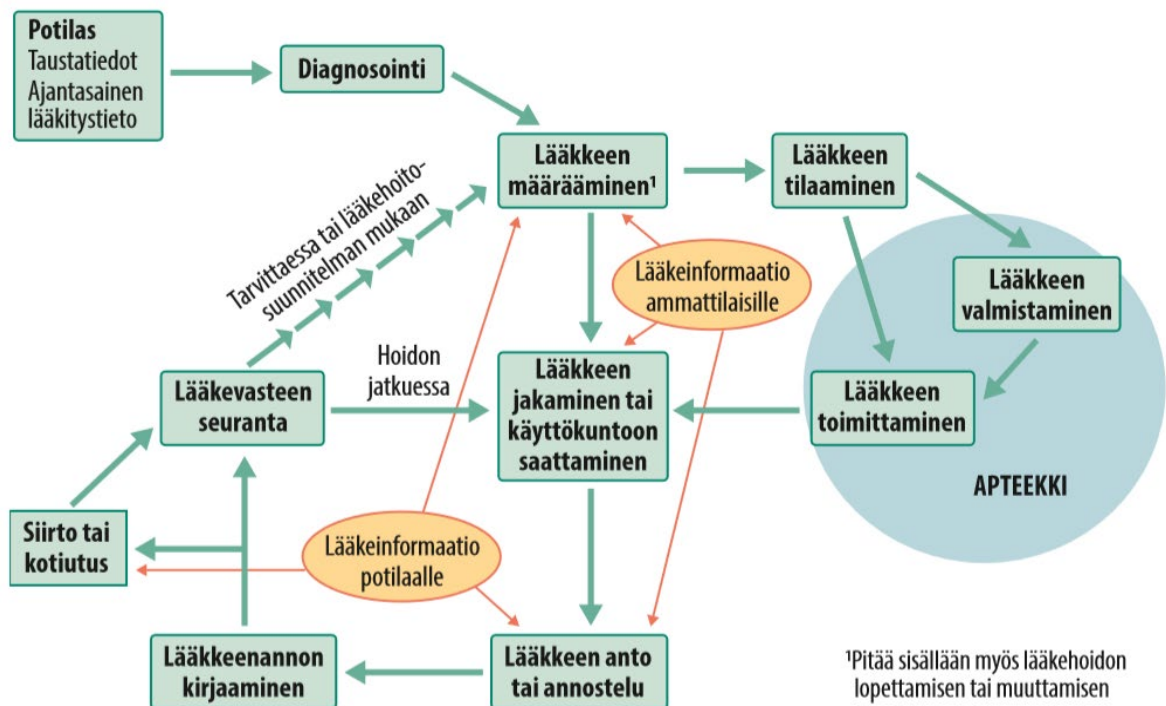 Potilas
Taustatiedot
Ajantasainen
lääkitystieto
Diagnosointi
Lääkkeen
määrääminen¹
Lääkkeen
tilaaminen
Tarvittaessa tai lääkehoito-
suunnitelman mukaan
Lääkeinformaatio
ammattilaisille
Lääkkeen
valmistaminen
Lääkevasteen
seuranta
Hoidon
jatkuessa
Lääkkeen
jakaminen tai
käyttökuntoon
saattaminen
Lääkkeen
toimittaminen
APTEEKKI
Siirto tai
kotiutus
Lääkeinformaatio
potilaalle
Lääkkeenannon
kirjaaminen
Lääkkeen anto
tai annostelu
¹Pitää sisällään myös lääkehoidon
lopettamisen tai muuttamisen